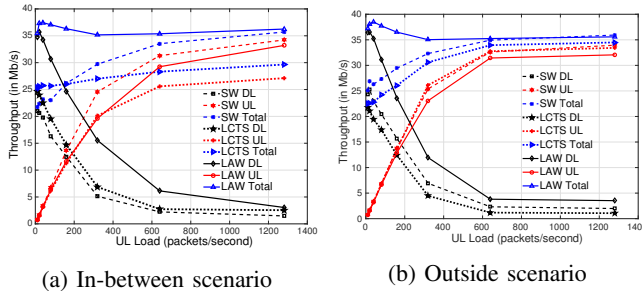 Throughput (in Mb/s)
40
35
30
25
20
15
10
5
0
0 200 400 600 800 1000 1200 1400
UL Load (packets/second)
SW DL
SW UL
SW Total
LCTS DL
LCTS UL
LCTS Total
LAW DL
LAW UL
LAW Total
(a) In-between scenario
Throughput (in Mb/s)
40
35
30
25
20
15
10
5
0
0 200 400 600 800 1000 1200 1400
UL Load (packets/second)
SW DL
SW UL
SW Total
LCTS DL
LCTS UL
LCTS Total
LAW DL
LAW UL
LAW Total
(b) Outside scenario